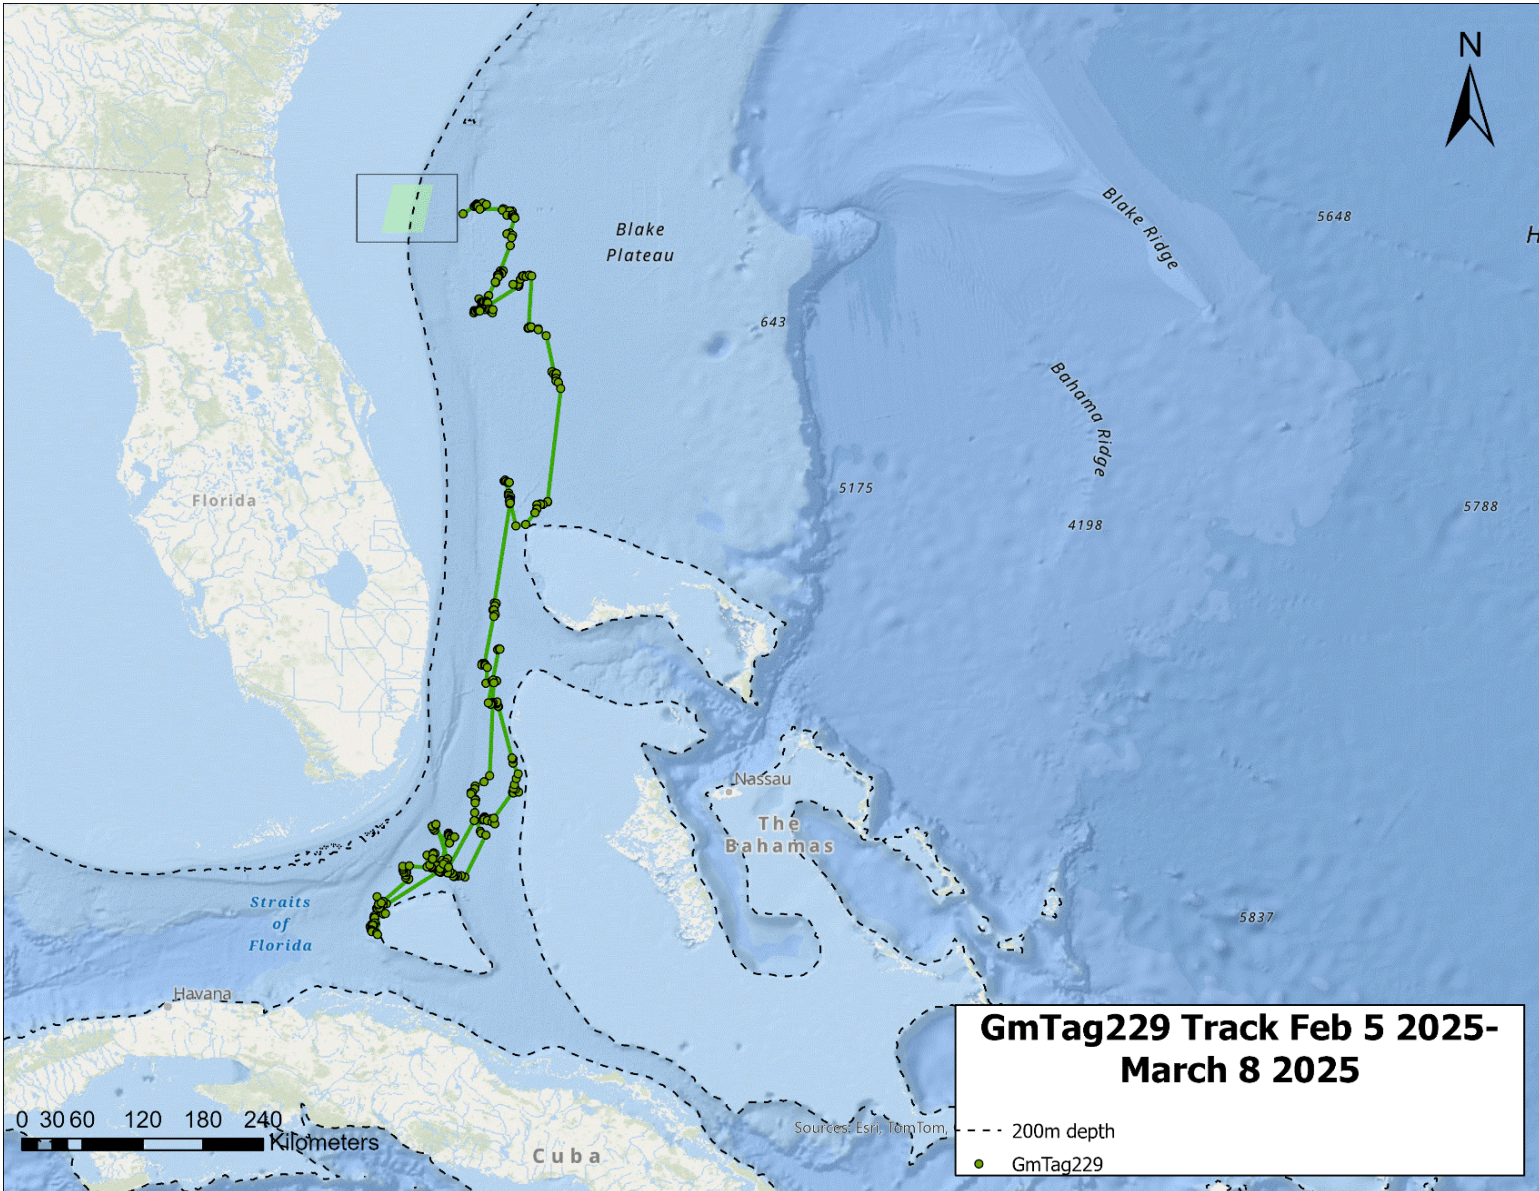 N
Blake Ridge
5648
H
Blake
Plateau
643
Bahama Ridge
5175
5788
Florida
4198
Nassau
The
Bahamas
Straits
of
Florida
5837
Havana
GmTag229 Track Feb 5 2025-
March 8 2025
0 30 60 120 180 240
Kilometers
Sources: Esri, TomTom,
200m depth
Cuba
GmTag229